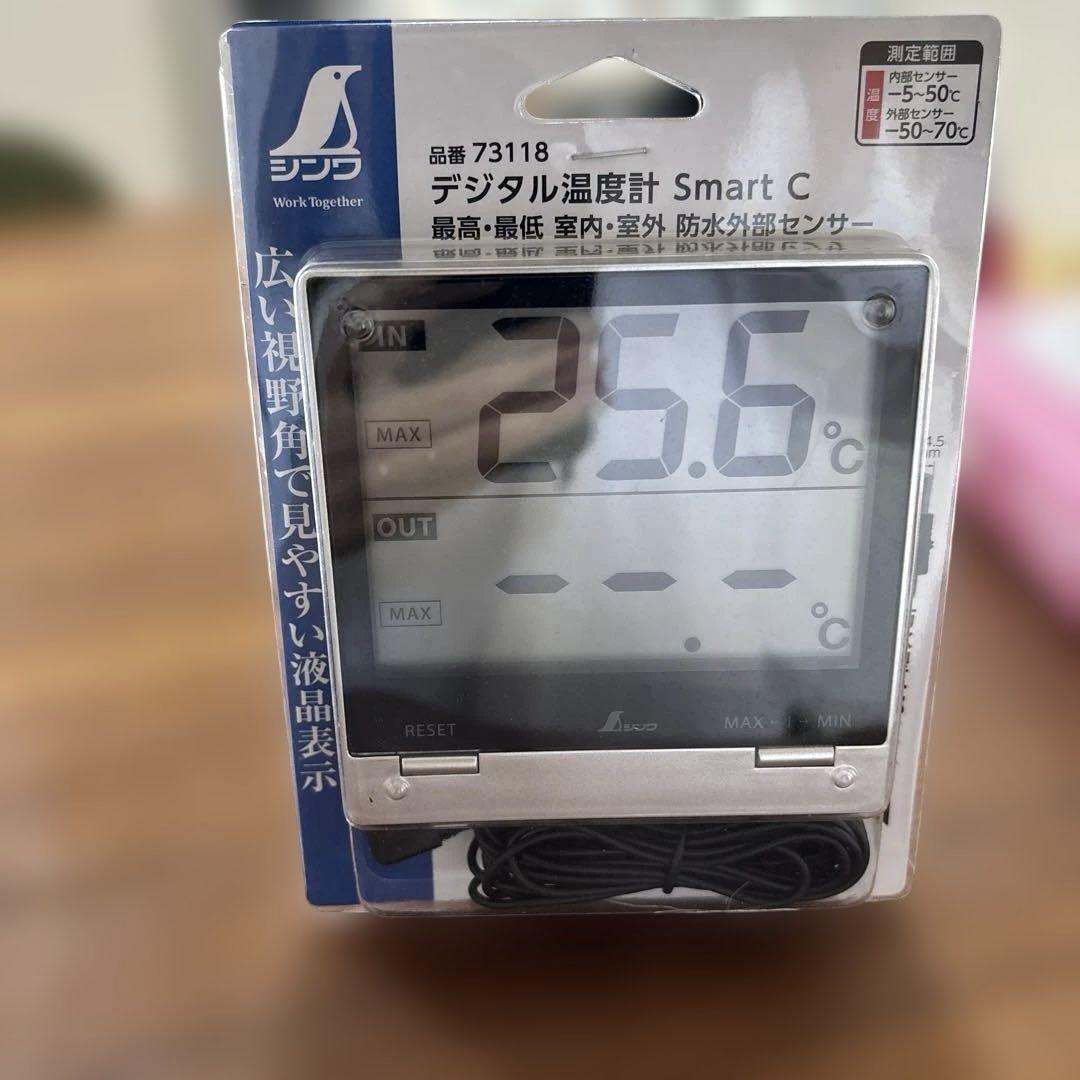 シンワ
Work Together
測定範囲
温度
内部センサー
-5~50℃
外部センサー
-50~70℃
品番 73118
デジタル温度計 Smart C
最高・最低 室内・室外 防水外部センサー
広い視野角で見やすい液晶表示
IN
25.6
MAX
℃
OUT
- - -
MAX
. ℃
RESET
シンワ
MAX ← | → MIN
4.5